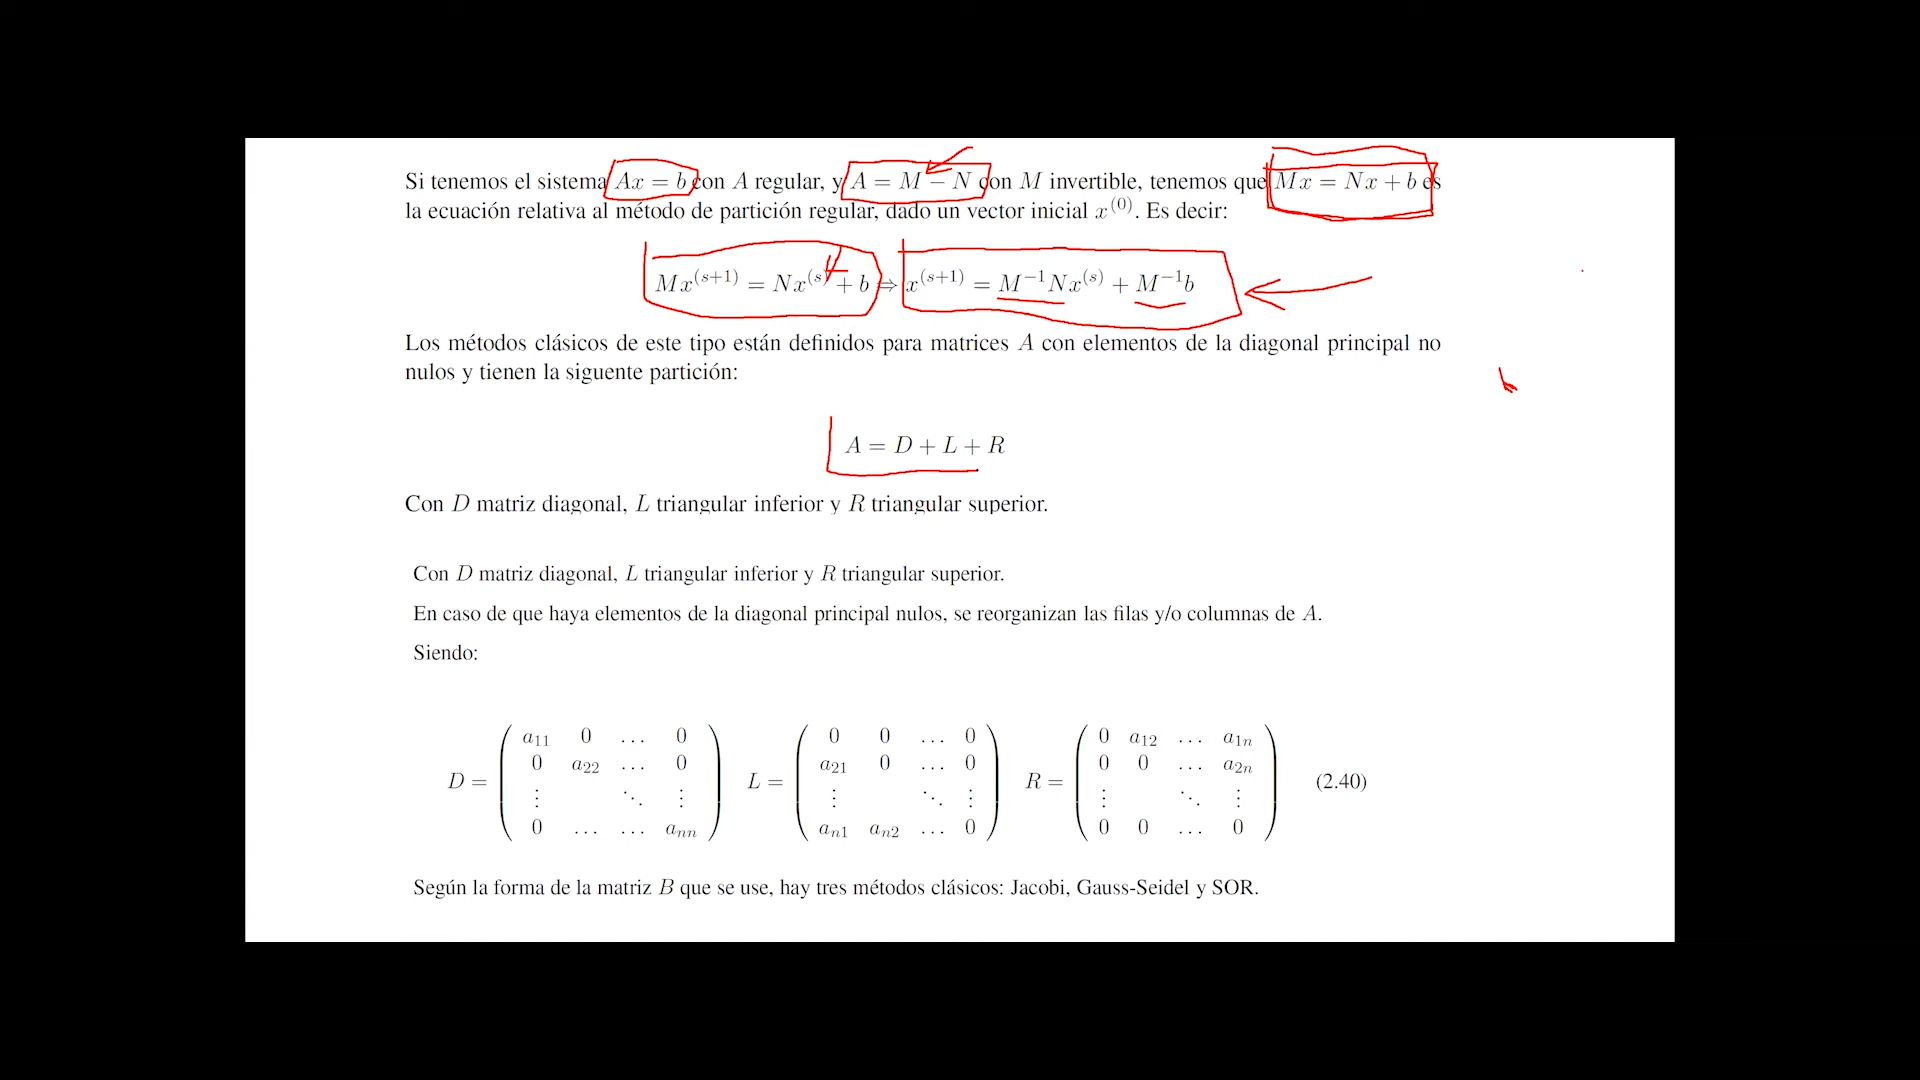 Si tenemos el sistema Ax = b con A regular, y A = M − N con M invertible, tenemos que Mx = Nx + b es
la ecuación relativa al método de partición regular, dado un vector inicial x^(0). Es decir:
Mx^(s+1) = Nx^(s) + b ⇒ x^(s+1) = M^−1 Nx^(s) + M^−1 b
Los métodos clásicos de este tipo están definidos para matrices A con elementos de la diagonal principal no
nulos y tienen la siguente partición:
A = D + L + R
Con D matriz diagonal, L triangular inferior y R triangular superior.
Con D matriz diagonal, L triangular inferior y R triangular superior.
En caso de que haya elementos de la diagonal principal nulos, se reorganizan las filas y/o columnas de A.
Siendo:
D = ( a11 0 … 0 ; 0 a22 … 0 ; ⋮ ⋱ ⋮ ; 0 … … ann ) L = ( 0 0 … 0 ; a21 0 … 0 ; ⋮ ⋱ ⋮ ; an1 an2 … 0 ) R = ( 0 a12 … a1n ; 0 0 … a2n ; ⋮ ⋱ ⋮ ; 0 0 … 0 ) (2.40)
Según la forma de la matriz B que se use, hay tres métodos clásicos: Jacobi, Gauss-Seidel y SOR.